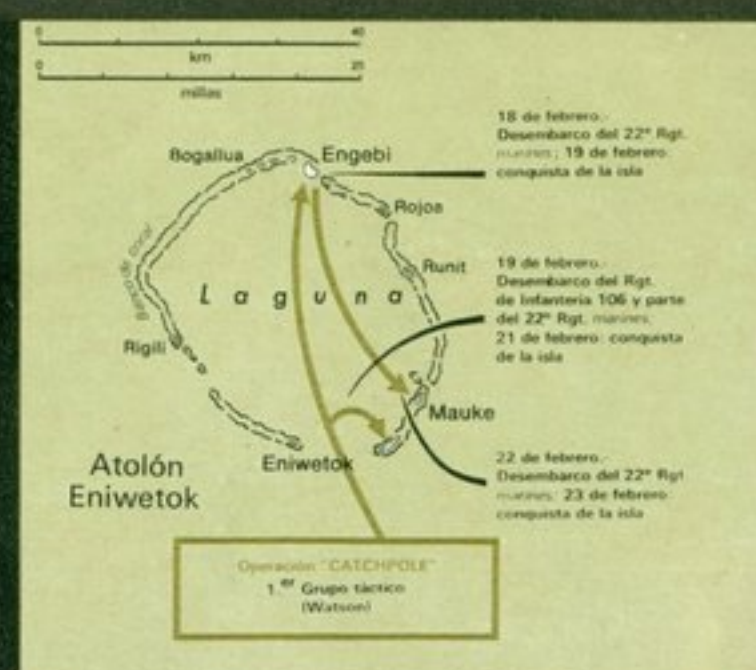 0 40
km
0 25
millas
18 de febrero.-
Desembarco del 22º Rgt.
marines; 19 de febrero:
conquista de la isla
Bogallua
Engebi
Rojoa
Banco de coral
Runit
Laguna
19 de febrero.-
Desembarco del Rgt.
de Infantería 106 y parte
del 22º Rgt. marines;
21 de febrero: conquista
de la isla
Rigili
Mauke
Eniwetok
Atolón
Eniwetok
22 de febrero.-
Desembarco del 22º Rgt
marines; 23 de febrero:
conquista de la isla
Operación "CATCHPOLE"
1.er Grupo táctico
(Watson)